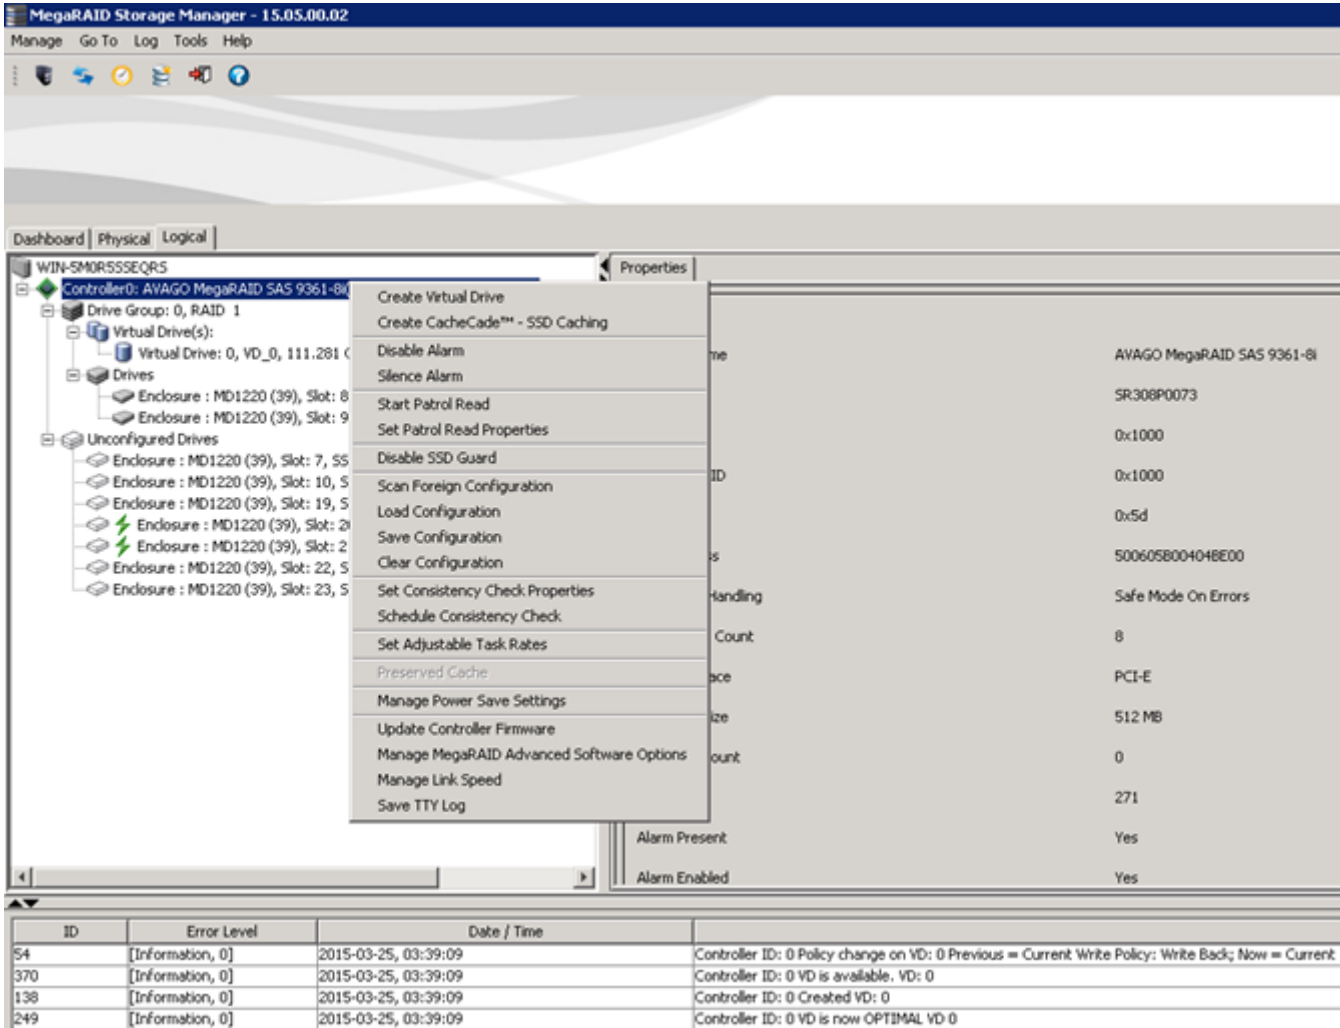 MegaRAID Storage Manager - 15.05.00.02
Manage Go To Log Tools Help
Dashboard Physical Logical
WIN-5M0R5SSEQRS
Properties
Controller0: AVAGO MegaRAID SAS 9361-8i(
Drive Group: 0, RAID 1
Virtual Drive(s):
Virtual Drive: 0, VD_0, 111.281
Drives
Enclosure : MD1220 (39), Slot: 8
Enclosure : MD1220 (39), Slot: 9
Unconfigured Drives
Enclosure : MD1220 (39), Slot: 7, SS
Enclosure : MD1220 (39), Slot: 10, S
Enclosure : MD1220 (39), Slot: 19, S
Enclosure : MD1220 (39), Slot: 2
Enclosure : MD1220 (39), Slot: 2
Enclosure : MD1220 (39), Slot: 22, S
Enclosure : MD1220 (39), Slot: 23, S
Create Virtual Drive
Create CacheCade™ - SSD Caching
Disable Alarm
Silence Alarm
Start Patrol Read
Set Patrol Read Properties
Disable SSD Guard
Scan Foreign Configuration
Load Configuration
Save Configuration
Clear Configuration
Set Consistency Check Properties
Schedule Consistency Check
Set Adjustable Task Rates
Preserved Cache
Manage Power Save Settings
Update Controller Firmware
Manage MegaRAID Advanced Software Options
Manage Link Speed
Save TTY Log
me AVAGO MegaRAID SAS 9361-8i
SR308P0073
0x1000
ID 0x1000
0x5d
ss 500605B00404BE00
Handling Safe Mode On Errors
Count 8
ace PCI-E
ize 512 MB
ount 0
271
Alarm Present Yes
Alarm Enabled Yes
ID Error Level Date / Time
54 [Information, 0] 2015-03-25, 03:39:09 Controller ID: 0 Policy change on VD: 0 Previous = Current Write Policy: Write Back; Now = Current
370 [Information, 0] 2015-03-25, 03:39:09 Controller ID: 0 VD is available. VD: 0
138 [Information, 0] 2015-03-25, 03:39:09 Controller ID: 0 Created VD: 0
249 [Information, 0] 2015-03-25, 03:39:09 Controller ID: 0 VD is now OPTIMAL VD 0